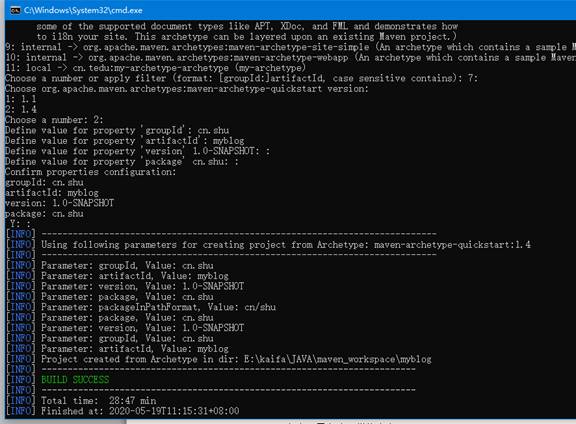 C:\Windows\System32\cmd.exe
some of the supported document types like APT, XDoc, and FML and demonstrates how
to i18n your site. This archetype can be layered upon an existing Maven project.)
9: internal -> org.apache.maven.archetypes:maven-archetype-site-simple (An archetype which contains a sample M
10: internal -> org.apache.maven.archetypes:maven-archetype-webapp (An archetype which contains a sample Maven
11: local -> cn.tedu:my-archetype-archetype (my-archetype)
Choose a number or apply filter (format: [groupId:]artifactId, case sensitive contains): 7:
Choose org.apache.maven.archetypes:maven-archetype-quickstart version:
1: 1.1
2: 1.4
Choose a number: 2:
Define value for property 'groupId': cn.shu
Define value for property 'artifactId': myblog
Define value for property 'version' 1.0-SNAPSHOT: :
Define value for property 'package' cn.shu: :
Confirm properties configuration:
groupId: cn.shu
artifactId: myblog
version: 1.0-SNAPSHOT
package: cn.shu
Y: :
[INFO] ----------------------------------------------------------------------------
[INFO] Using following parameters for creating project from Archetype: maven-archetype-quickstart:1.4
[INFO] ----------------------------------------------------------------------------
[INFO] Parameter: groupId, Value: cn.shu
[INFO] Parameter: artifactId, Value: myblog
[INFO] Parameter: version, Value: 1.0-SNAPSHOT
[INFO] Parameter: package, Value: cn.shu
[INFO] Parameter: packageInPathFormat, Value: cn/shu
[INFO] Parameter: package, Value: cn.shu
[INFO] Parameter: version, Value: 1.0-SNAPSHOT
[INFO] Parameter: groupId, Value: cn.shu
[INFO] Parameter: artifactId, Value: myblog
[INFO] Project created from Archetype in dir: E:\kaifa\JAVA\maven_workspace\myblog
[INFO] ------------------------------------------------------------------------
[INFO] BUILD SUCCESS
[INFO] ------------------------------------------------------------------------
[INFO] Total time:  28:47 min
[INFO] Finished at: 2020-05-19T11:15:31+08:00